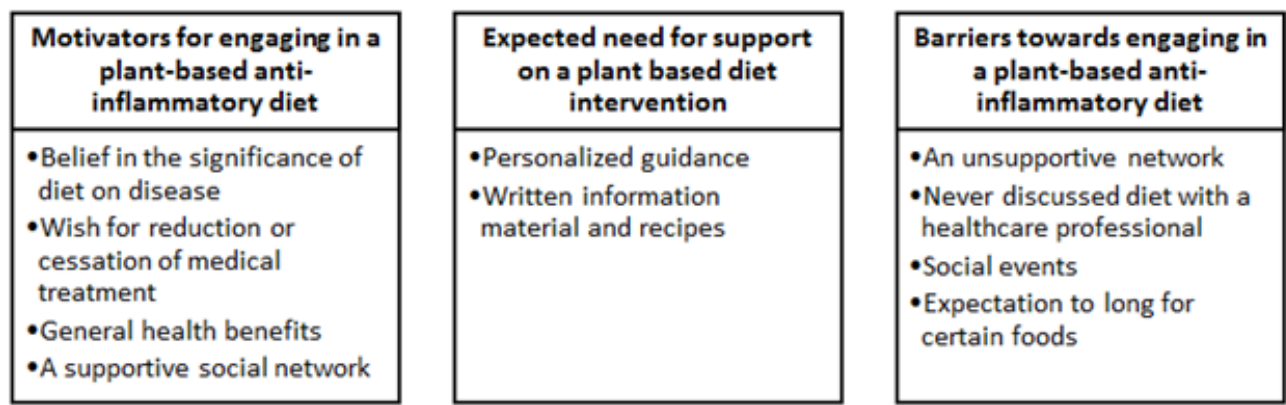 Motivators for engaging in a
plant-based anti-
inflammatory diet
•Belief in the significance of
diet on disease
•Wish for reduction or
cessation of medical
treatment
•General health benefits
•A supportive social network
Expected need for support
on a plant based diet
intervention
•Personalized guidance
•Written information
material and recipes
Barriers towards engaging in
a plant-based anti-
inflammatory diet
•An unsupportive network
•Never discussed diet with a
healthcare professional
•Social events
•Expectation to long for
certain foods